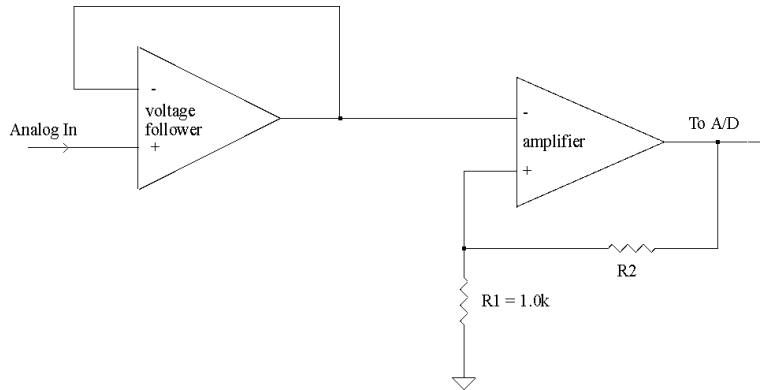 -
voltage
follower
+
Analog In
-
amplifier
+
To A/D
R2
R1 = 1.0k